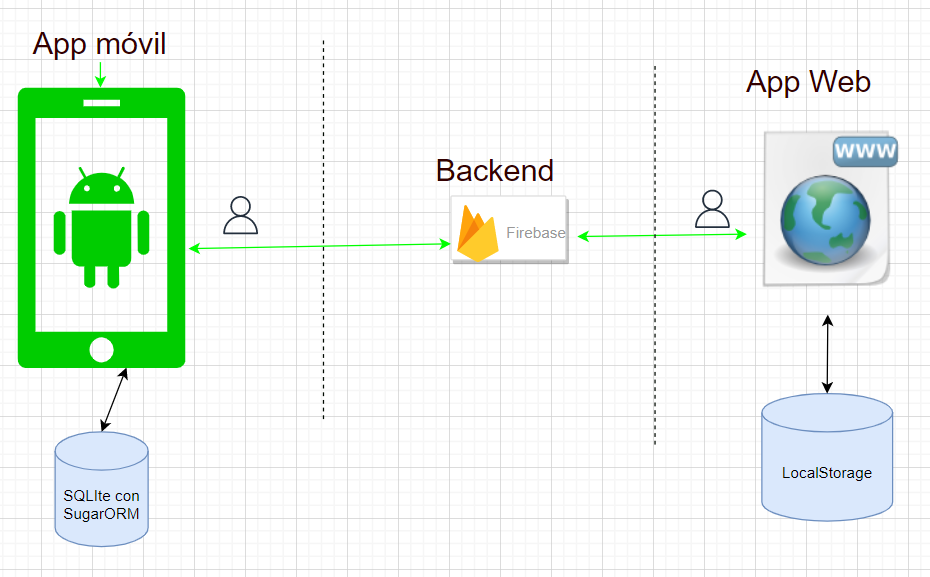 App móvil
App Web
WWW
Backend
Firebase
LocalStorage
SQLIte con
SugarORM